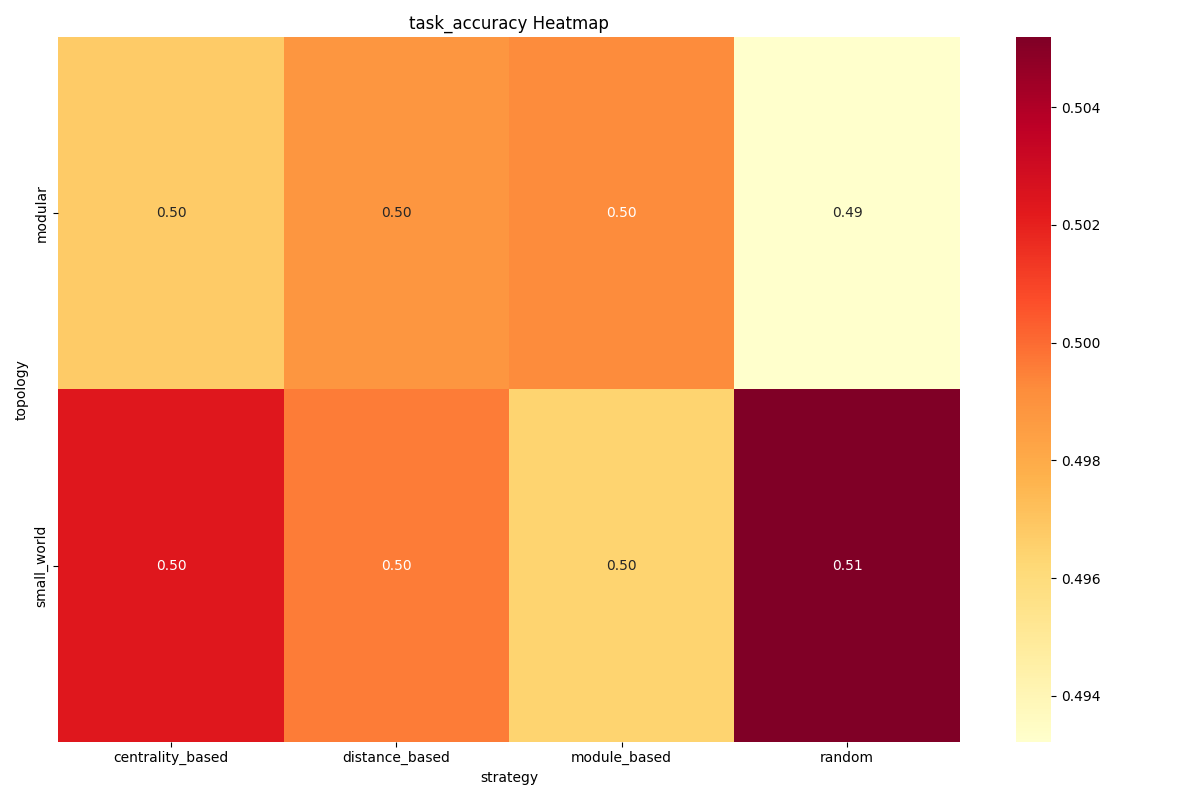 task_accuracy Heatmap
topology
modular
0.50 0.50 0.50 0.49
small_world
0.50 0.50 0.50 0.51
centrality_based distance_based module_based random
strategy
0.504
0.502
0.500
0.498
0.496
0.494